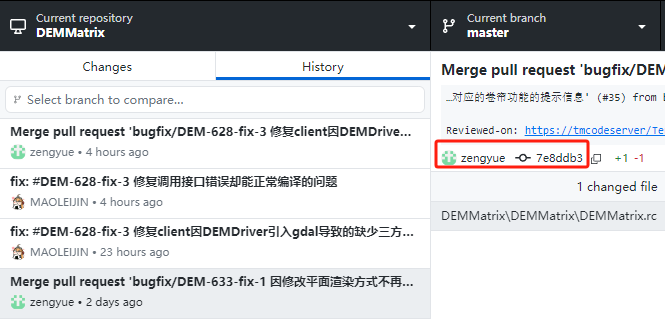 Current repository
DEMMatrix
Current branch
master
Changes
History
Select branch to compare...
Merge pull request 'bugfix/DEM-628-fix-3 修复client因DEMDrive...
zengyue • 4 hours ago
fix: #DEM-628-fix-3 修复调用接口错误却能正常编译的问题
MAOLEIJIN • 4 hours ago
fix: #DEM-628-fix-3 修复client因DEMDriver引入gdal导致的缺少三方...
MAOLEIJIN • 23 hours ago
Merge pull request 'bugfix/DEM-633-fix-1 因修改平面渲染方式不再...
zengyue • 2 days ago
Merge pull request 'bugfix/DEM
…对应的卷帘功能的提示信息' (#35) from
Reviewed-on: https://tmcodeserver/Te
zengyue 7e8ddb3 +1 -1
1 changed file
DEMMatrix\DEMMatrix\DEMMatrix.rc